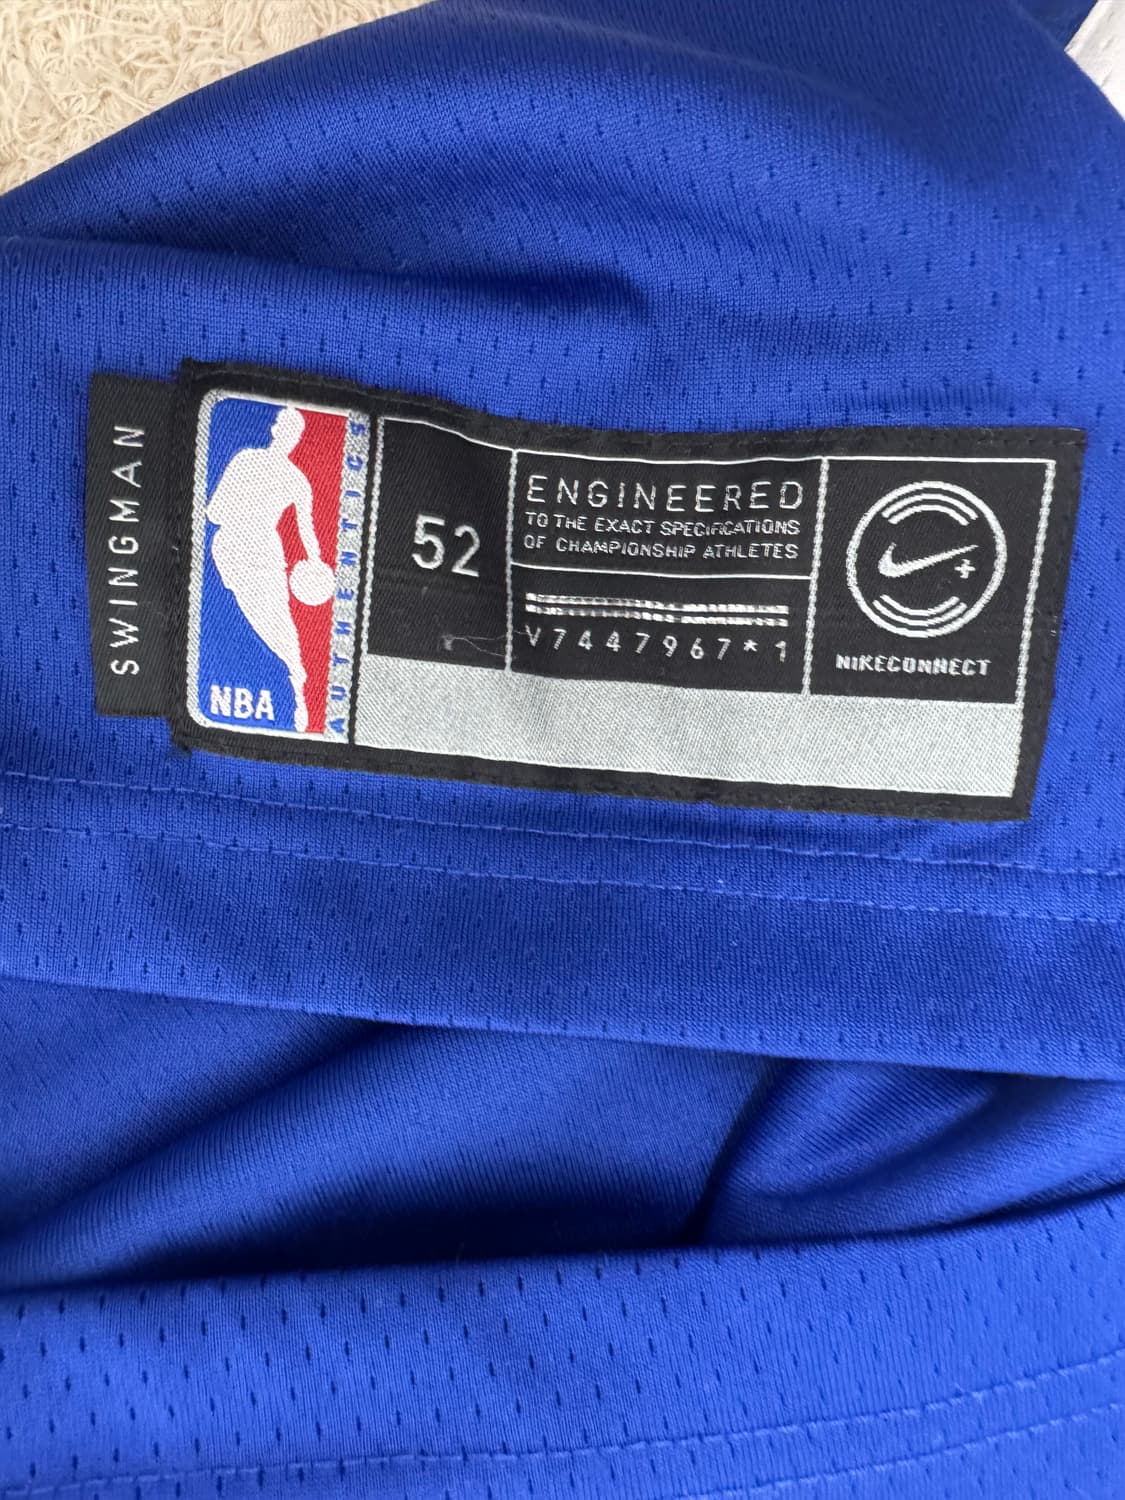 SWINGMAN
NBA
AUTHENTICS
52
ENGINEERED
TO THE EXACT SPECIFICATIONS
OF CHAMPIONSHIP ATHLETES
V7447967*1
NIKECONNECT